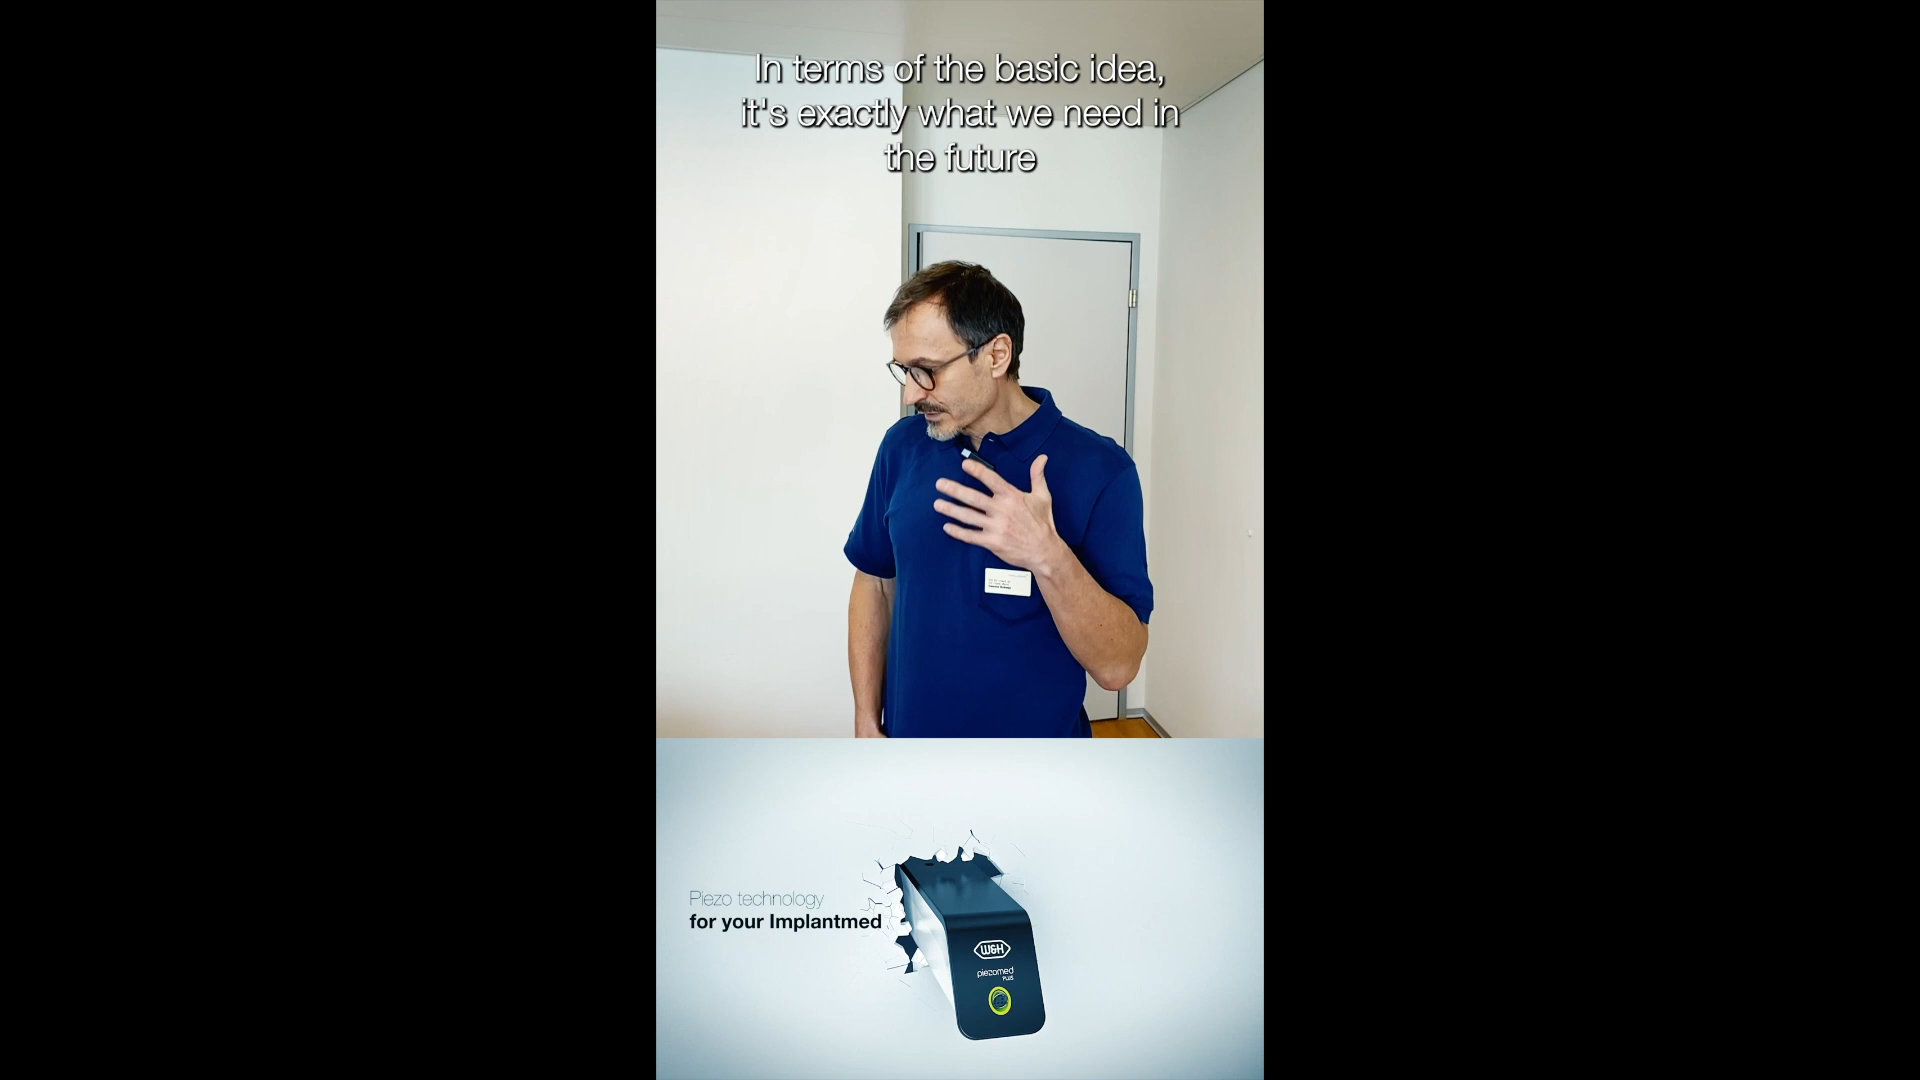 In terms of the basic idea,
it's exactly what we need in
the future
Piezo technology
for your Implantmed
W&H
piezomed
PLUS